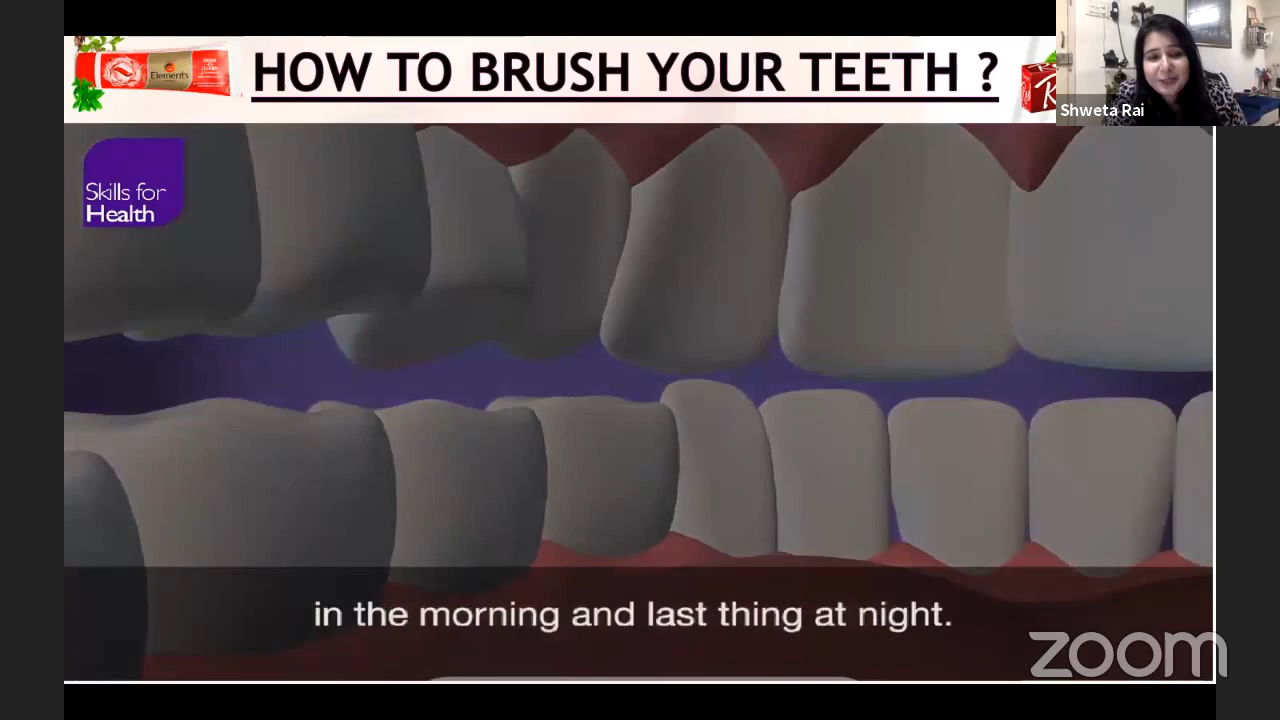 Elements
HOW TO BRUSH YOUR TEETH ?
Shweta Rai
Skills for
Health
in the morning and last thing at night.
zoom